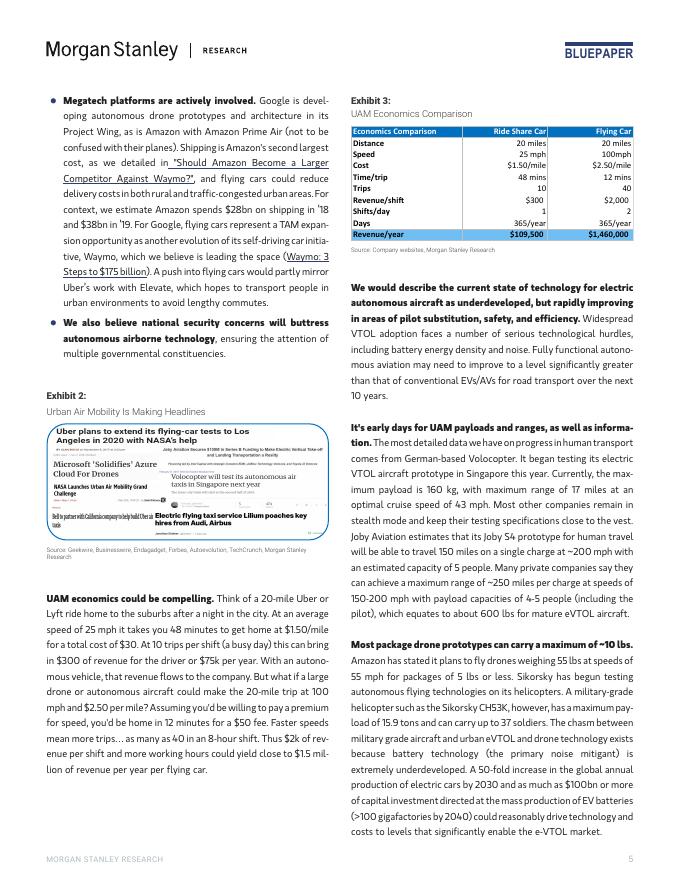 Morgan Stanley | RESEARCH
BLUEPAPER
● Megatech platforms are actively involved. Google is devel-
oping autonomous drone prototypes and architecture in its
Project Wing, as is Amazon with Amazon Prime Air (not to be
confused with their planes). Shipping is Amazon's second largest
cost, as we detailed in "Should Amazon Become a Larger
Competitor Against Waymo?", and flying cars could reduce
delivery costs in both rural and traffic-congested urban areas. For
context, we estimate Amazon spends $28bn on shipping in '18
and $38bn in '19. For Google, flying cars represent a TAM expan-
sion opportunity as another evolution of its self-driving car initia-
tive, Waymo, which we believe is leading the space (Waymo: 3
Steps to $175 billion). A push into flying cars would partly mirror
Uber's work with Elevate, which hopes to transport people in
urban environments to avoid lengthy commutes.
● We also believe national security concerns will buttress
autonomous airborne technology, ensuring the attention of
multiple governmental constituencies.
Exhibit 2:
Urban Air Mobility Is Making Headlines
Uber plans to extend its flying-car tests to Los
Angeles in 2020 with NASA's help
Joby Aviation Secures $100M in Series B Funding to Make Electric Vertical Take-off
and Landing Transportation a Reality
Microsoft 'Solidifies' Azure
Cloud For Drones
NASA Launches Urban Air Mobility Grand
Challenge
Volocopter will test its autonomous air
taxis in Singapore next year
Bell to partner with California company to help build Uber air
taxis
Electric flying taxi service Lilium poaches key
hires from Audi, Airbus
Source: Geekwire, Businesswire, Endagadget, Forbes, Autoevolution, TechCrunch, Morgan Stanley
Research
UAM economics could be compelling. Think of a 20-mile Uber or
Lyft ride home to the suburbs after a night in the city. At an average
speed of 25 mph it takes you 48 minutes to get home at $1.50/mile
for a total cost of $30. At 10 trips per shift (a busy day) this can bring
in $300 of revenue for the driver or $75k per year. With an autono-
mous vehicle, that revenue flows to the company. But what if a large
drone or autonomous aircraft could make the 20-mile trip at 100
mph and $2.50 per mile? Assuming you'd be willing to pay a premium
for speed, you'd be home in 12 minutes for a $50 fee. Faster speeds
mean more trips... as many as 40 in an 8-hour shift. Thus $2k of rev-
enue per shift and more working hours could yield close to $1.5 mil-
lion of revenue per year per flying car.
Exhibit 3:
UAM Economics Comparison
Economics Comparison Ride Share Car Flying Car
Distance 20 miles 20 miles
Speed 25 mph 100mph
Cost $1.50/mile $2.50/mile
Time/trip 48 mins 12 mins
Trips 10 40
Revenue/shift $300 $2,000
Shifts/day 1 2
Days 365/year 365/year
Revenue/year $109,500 $1,460,000
Source: Company websites, Morgan Stanley Research
We would describe the current state of technology for electric
autonomous aircraft as underdeveloped, but rapidly improving
in areas of pilot substitution, safety, and efficiency. Widespread
VTOL adoption faces a number of serious technological hurdles,
including battery energy density and noise. Fully functional autono-
mous aviation may need to improve to a level significantly greater
than that of conventional EVs/AVs for road transport over the next
10 years.
It's early days for UAM payloads and ranges, as well as informa-
tion. The most detailed data we have on progress in human transport
comes from German-based Volocopter. It began testing its electric
VTOL aircraft prototype in Singapore this year. Currently, the max-
imum payload is 160 kg, with maximum range of 17 miles at an
optimal cruise speed of 43 mph. Most other companies remain in
stealth mode and keep their testing specifications close to the vest.
Joby Aviation estimates that its Joby S4 prototype for human travel
will be able to travel 150 miles on a single charge at ~200 mph with
an estimated capacity of 5 people. Many private companies say they
can achieve a maximum range of ~250 miles per charge at speeds of
150-200 mph with payload capacities of 4-5 people (including the
pilot), which equates to about 600 lbs for mature eVTOL aircraft.
Most package drone prototypes can carry a maximum of ~10 lbs.
Amazon has stated it plans to fly drones weighing 55 lbs at speeds of
55 mph for packages of 5 lbs or less. Sikorsky has begun testing
autonomous flying technologies on its helicopters. A military-grade
helicopter such as the Sikorsky CH53K, however, has a maximum pay-
load of 15.9 tons and can carry up to 37 soldiers. The chasm between
military grade aircraft and urban eVTOL and drone technology exists
because battery technology (the primary noise mitigant) is
extremely underdeveloped. A 50-fold increase in the global annual
production of electric cars by 2030 and as much as $100bn or more
of capital investment directed at the mass production of EV batteries
(>100 gigafactories by 2040) could reasonably drive technology and
costs to levels that significantly enable the e-VTOL market.
MORGAN STANLEY RESEARCH
5